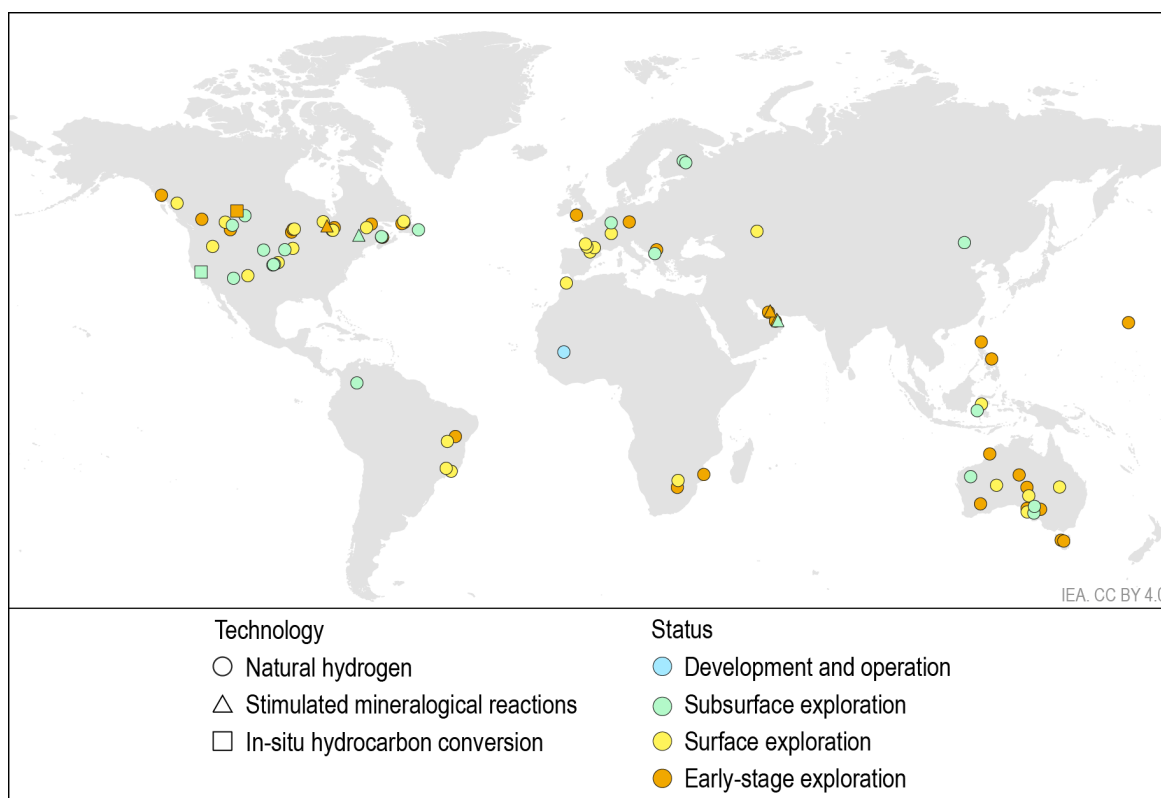 IEA. CC BY 4.0
Technology
Natural hydrogen
Stimulated mineralogical reactions
In-situ hydrocarbon conversion
Status
Development and operation
Subsurface exploration
Surface exploration
Early-stage exploration